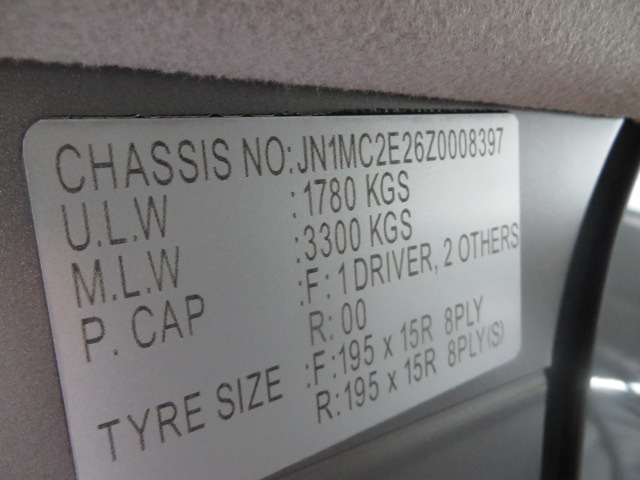 CHASSIS NO:JN1MC2E26Z0008397
U.L.W :1780 KGS
M.L.W :3300 KGS
P. CAP :F: 1 DRIVER, 2 OTHERS
R: 00
TYRE SIZE :F:195 x 15R 8PLY
R:195 x 15R 8PLY(S)